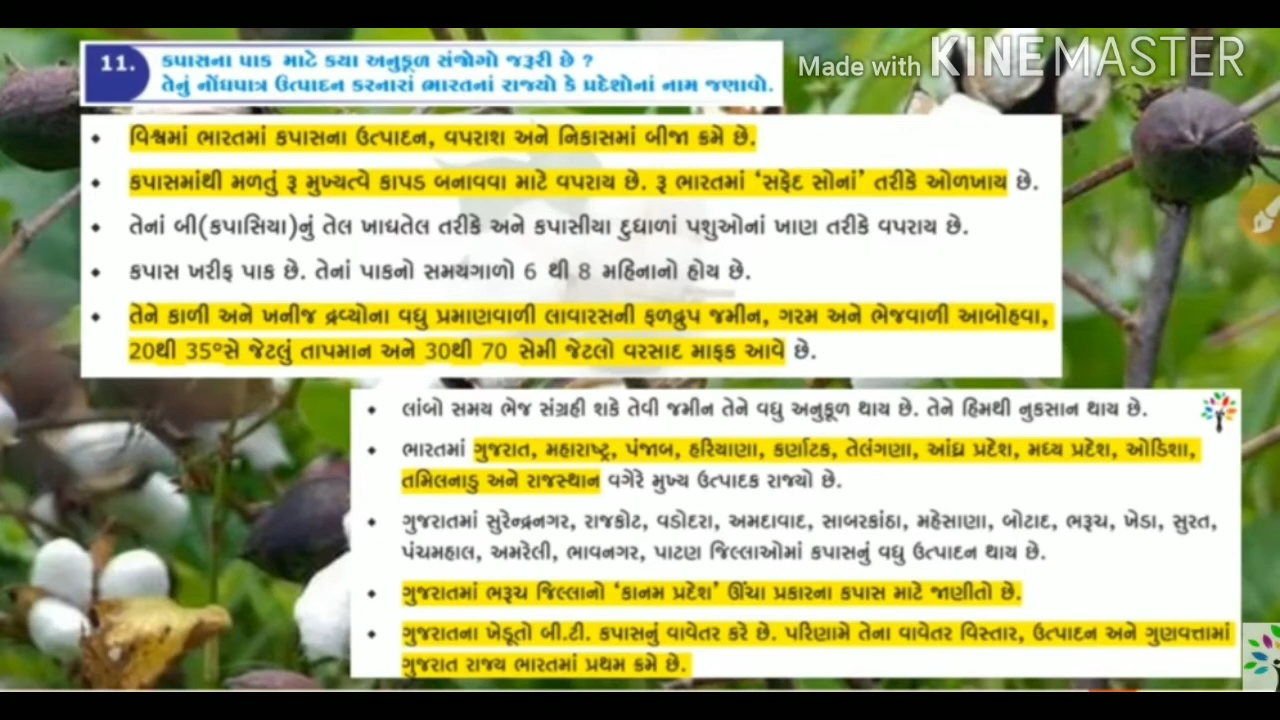 Made with KINEMASTER
11. કપાસના પાક માટે કયા અનુકૂળ સંજોગો જરૂરી છે ?
તેનું નોંધપાત્ર ઉત્પાદન કરનારાં ભારતનાં રાજ્યો કે પ્રદેશોનાં નામ જણાવો.
• વિશ્વમાં ભારતમાં કપાસના ઉત્પાદન, વપરાશ અને નિકાસમાં બીજા ક્રમે છે.
• કપાસમાંથી મળતું રૂ મુખ્યત્વે કાપડ બનાવવા માટે વપરાય છે. રૂ ભારતમાં ‘સફેદ સોનાં’ તરીકે ઓળખાય છે.
• તેનાં બી(કપાસિયા)નું તેલ ખાદ્યતેલ તરીકે અને કપાસીયા દુધાળાં પશુઓનાં ખાણ તરીકે વપરાય છે.
• કપાસ ખરીફ પાક છે. તેનાં પાકનો સમયગાળો 6 થી 8 મહિનાનો હોય છે.
• તેને કાળી અને ખનીજ દ્રવ્યોના વધુ પ્રમાણવાળી લાવારસની ફળદ્રુપ જમીન, ગરમ અને ભેજવાળી આબોહવા,
20થી 35°સે જેટલું તાપમાન અને 30થી 70 સેમી જેટલો વરસાદ માફક આવે છે.
• લાંબો સમય ભેજ સંગ્રહી શકે તેવી જમીન તેને વધુ અનુકૂળ થાય છે. તેને હિમથી નુકસાન થાય છે.
• ભારતમાં ગુજરાત, મહારાષ્ટ્ર, પંજાબ, હરિયાણા, કર્ણાટક, તેલંગણા, આંધ્ર પ્રદેશ, મધ્ય પ્રદેશ, ઓડિશા,
તમિલનાડુ અને રાજસ્થાન વગેરે મુખ્ય ઉત્પાદક રાજ્યો છે.
• ગુજરાતમાં સુરેન્દ્રનગર, રાજકોટ, વડોદરા, અમદાવાદ, સાબરકાંઠા, મહેસાણા, બોટાદ, ભરૂચ, ખેડા, સુરત,
પંચમહાલ, અમરેલી, ભાવનગર, પાટણ જિલ્લાઓમાં કપાસનું વધુ ઉત્પાદન થાય છે.
• ગુજરાતમાં ભરૂચ જિલ્લાનો ‘કાનમ પ્રદેશ’ ઊંચા પ્રકારના કપાસ માટે જાણીતો છે.
• ગુજરાતના ખેડૂતો બી.ટી. કપાસનું વાવેતર કરે છે. પરિણામે તેના વાવેતર વિસ્તાર, ઉત્પાદન અને ગુણવત્તામાં
ગુજરાત રાજ્ય ભારતમાં પ્રથમ ક્રમે છે.